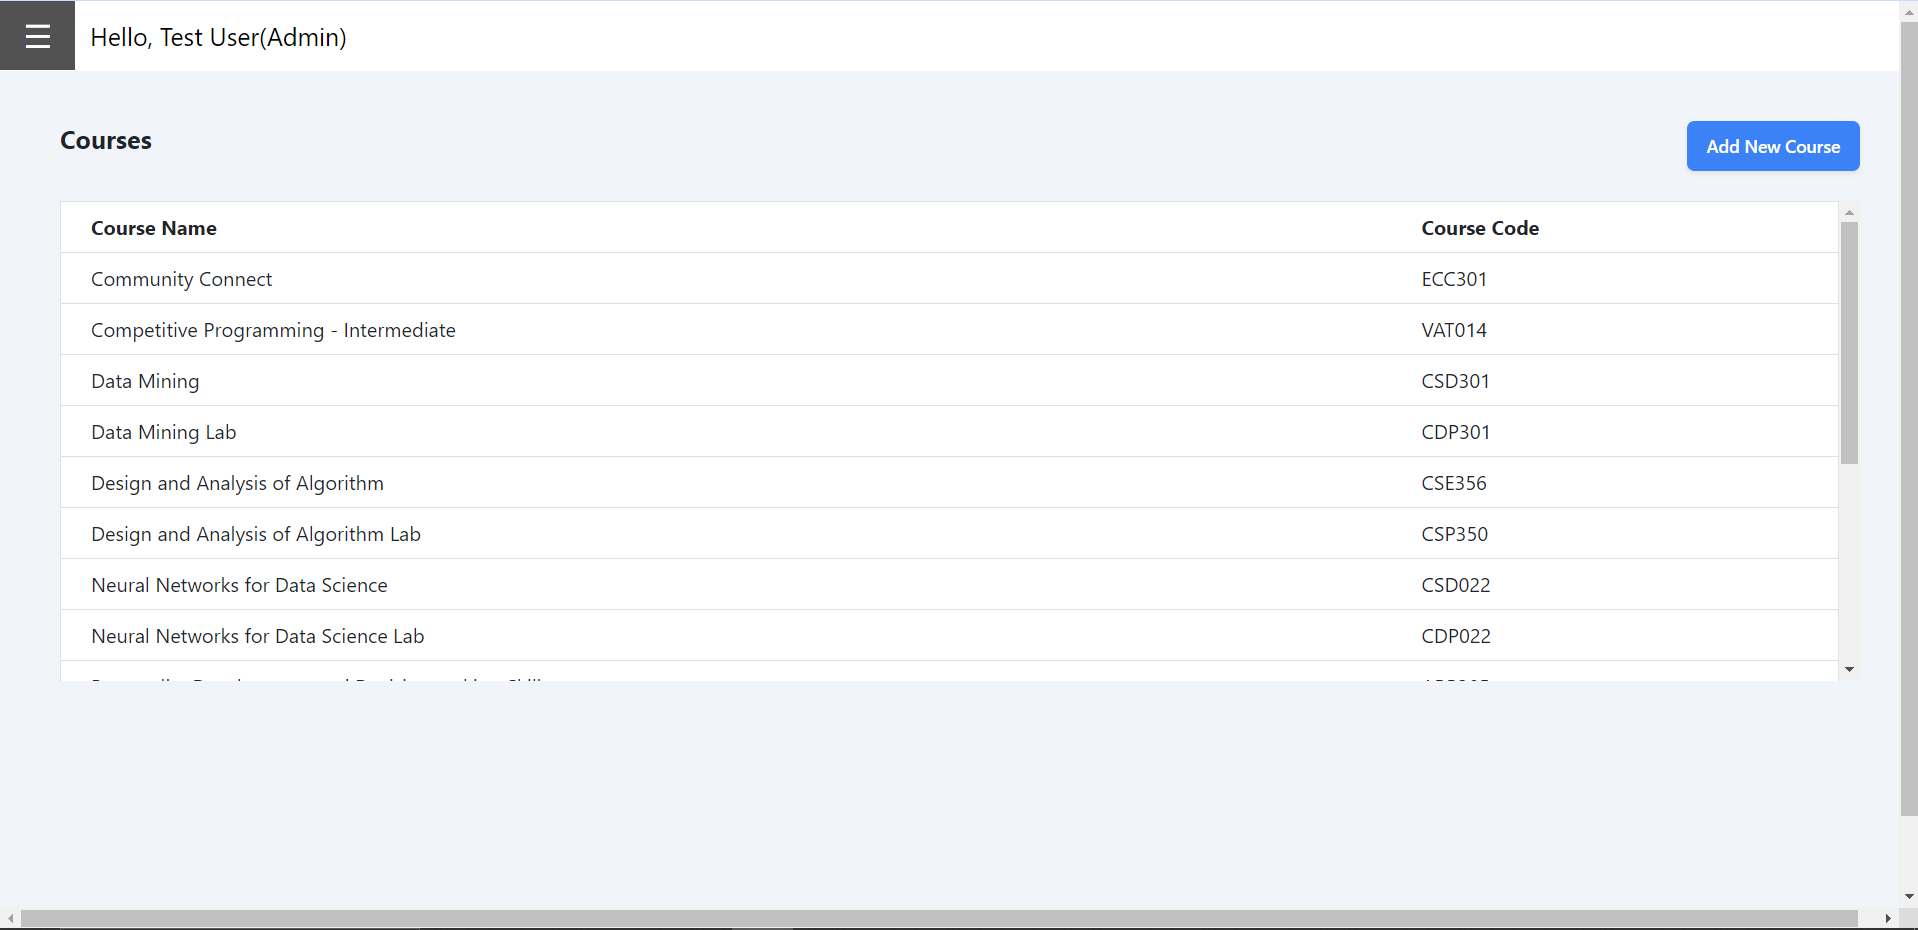 Hello, Test User(Admin)
Courses
Add New Course
Course Name Course Code
Community Connect ECC301
Competitive Programming - Intermediate VAT014
Data Mining CSD301
Data Mining Lab CDP301
Design and Analysis of Algorithm CSE356
Design and Analysis of Algorithm Lab CSP350
Neural Networks for Data Science CSD022
Neural Networks for Data Science Lab CDP022